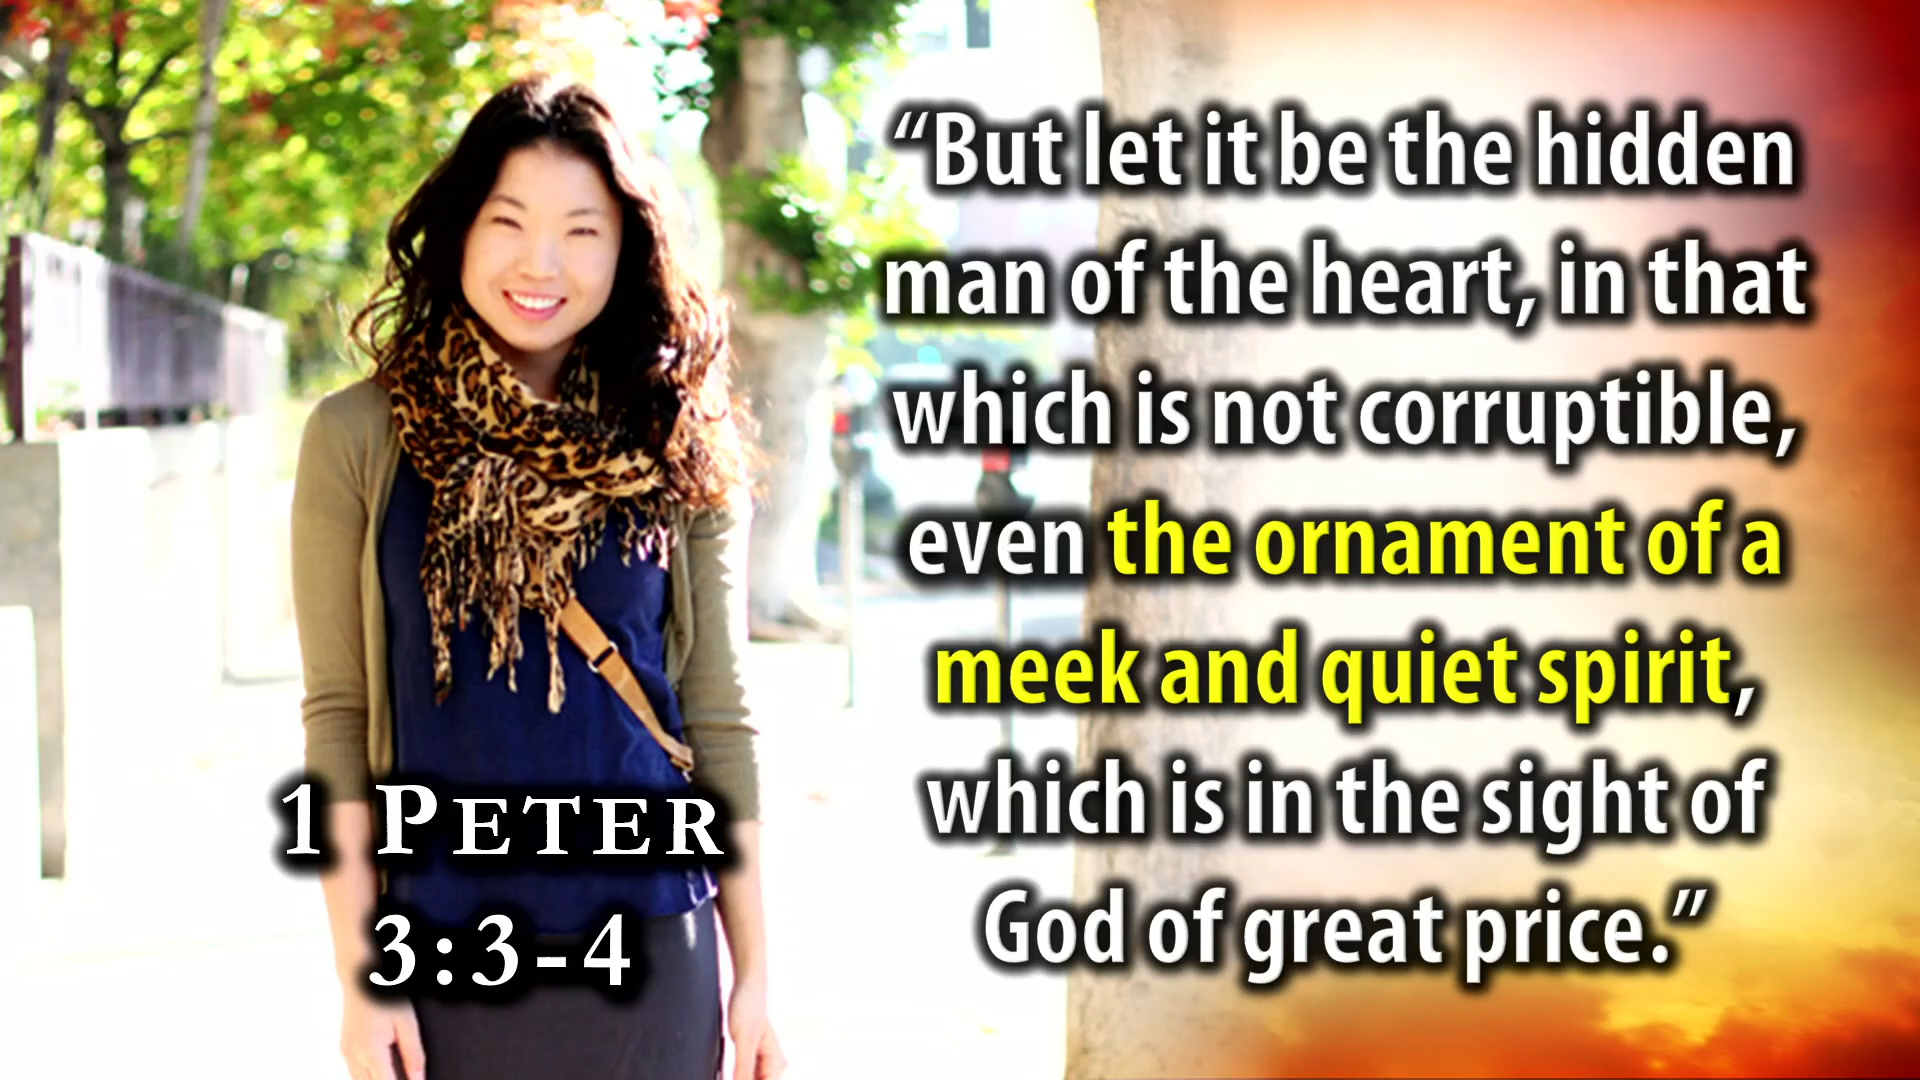 “But let it be the hidden
man of the heart, in that
which is not corruptible,
even the ornament of a
meek and quiet spirit,
which is in the sight of
God of great price.”
1 PETER
3:3-4